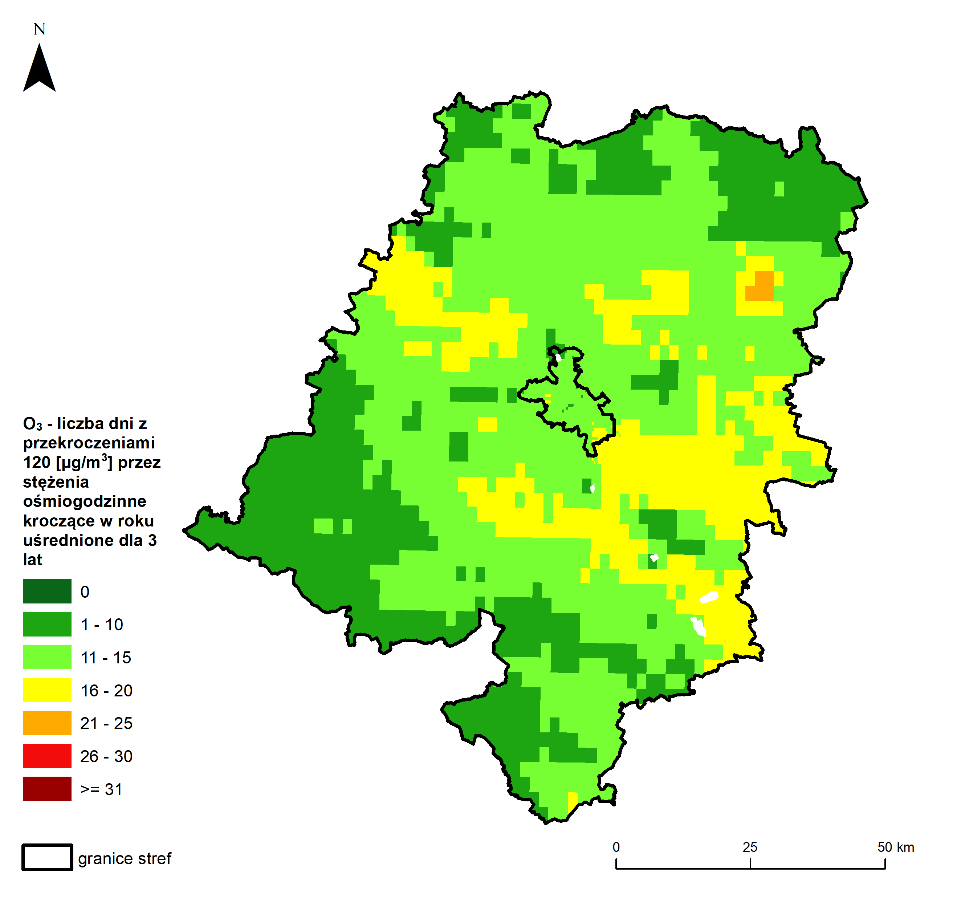 N
O₃ - liczba dni z
przekroczeniami
120 [µg/m³] przez
stężenia
ośmiogodzinne
kroczące w roku
uśrednione dla 3
lat
0
1 - 10
11 - 15
16 - 20
21 - 25
26 - 30
>= 31
granice stref
0 25 50 km